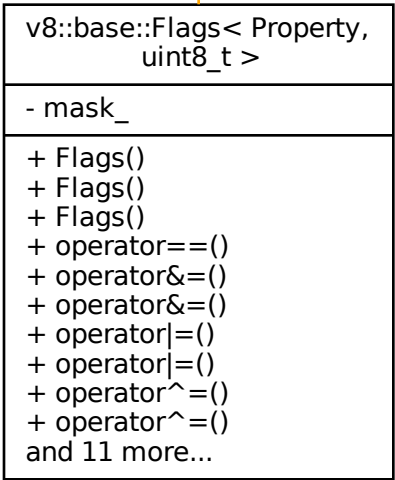 v8::base::Flags< Property,
uint8_t >
- mask_
+ Flags()
+ Flags()
+ Flags()
+ operator==()
+ operator&=()
+ operator&=()
+ operator|=()
+ operator|=()
+ operator^=()
+ operator^=()
and 11 more...